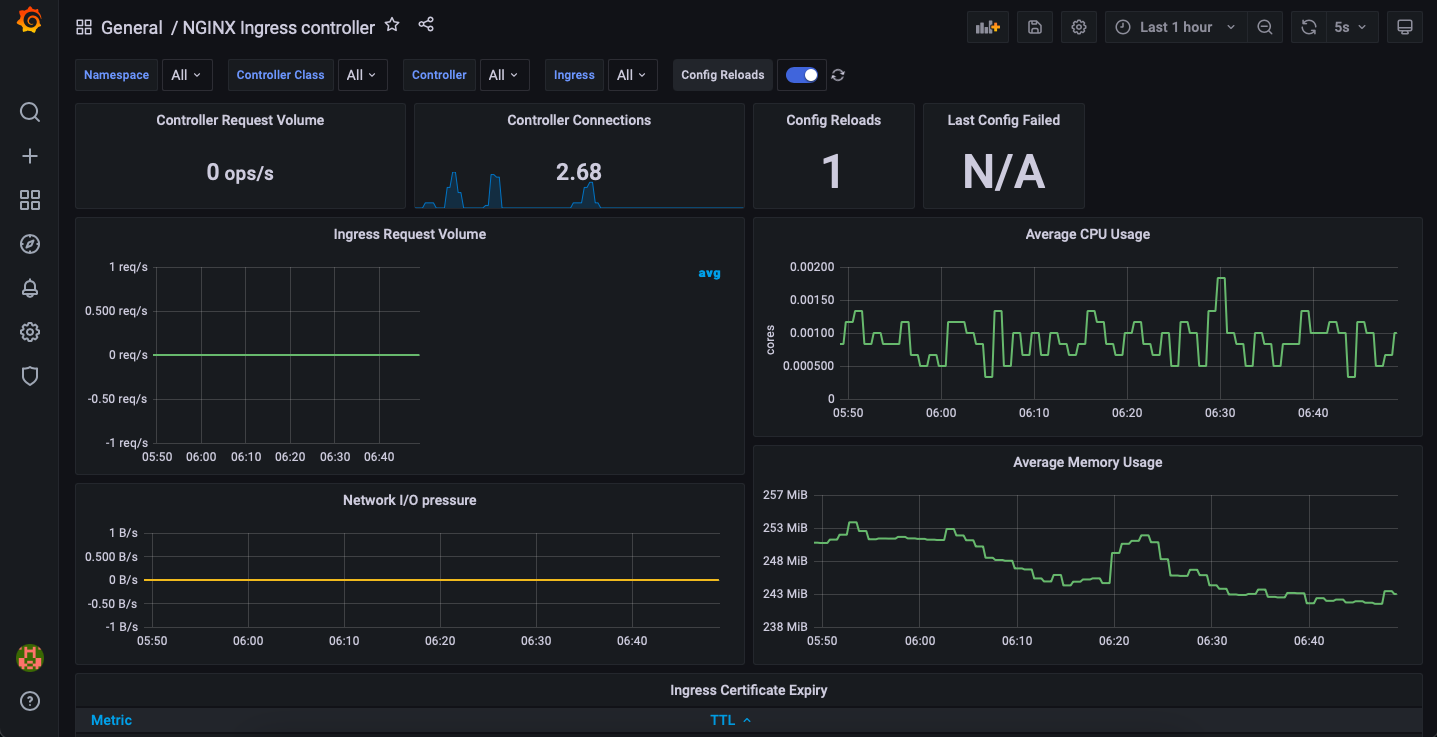 General / NGINX Ingress controller
Last 1 hour
5s
Namespace All Controller Class All Controller All Ingress All Config Reloads
Controller Request Volume
0 ops/s
Controller Connections
2.68
Config Reloads
1
Last Config Failed
N/A
Ingress Request Volume
avg
1 req/s
0.500 req/s
0 req/s
-0.50 req/s
-1 req/s
05:50 06:00 06:10 06:20 06:30 06:40
Average CPU Usage
cores
0.00200
0.00150
0.00100
0.000500
0
05:50 06:00 06:10 06:20 06:30 06:40
Network I/O pressure
1 B/s
0.500 B/s
0 B/s
-0.50 B/s
-1 B/s
05:50 06:00 06:10 06:20 06:30 06:40
Average Memory Usage
257 MiB
253 MiB
248 MiB
243 MiB
238 MiB
05:50 06:00 06:10 06:20 06:30 06:40
Ingress Certificate Expiry
Metric TTL